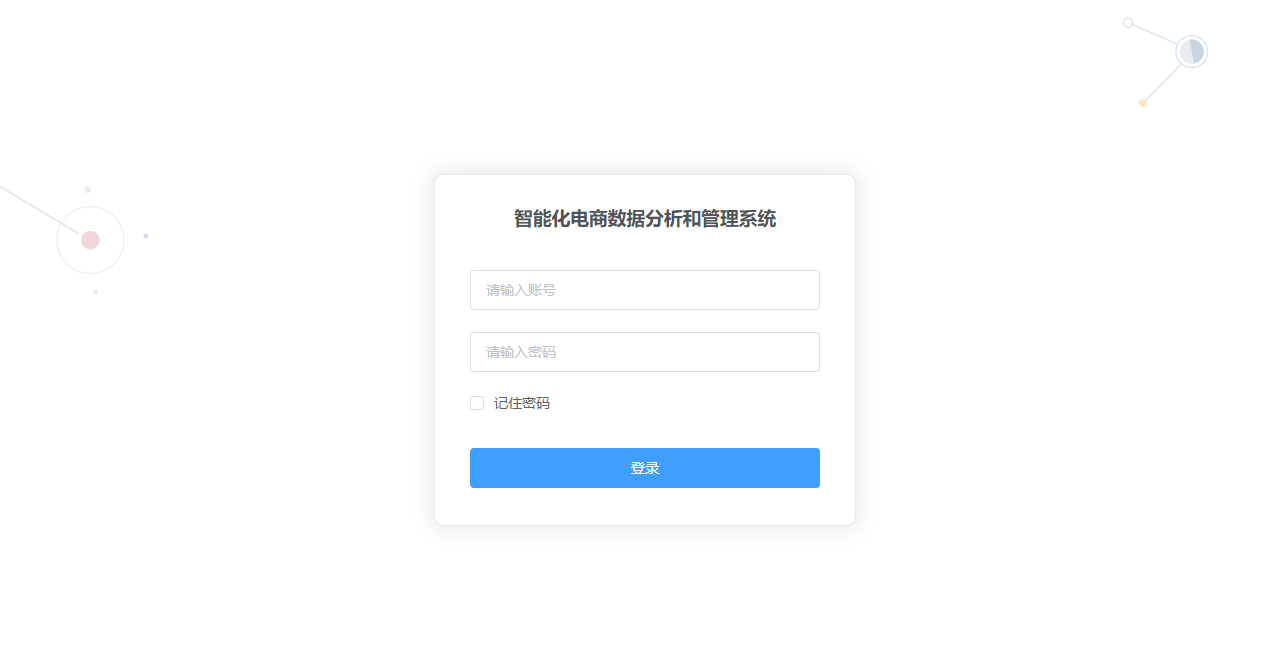 智能化电商数据分析和管理系统
请输入账号
请输入密码
记住密码
登录